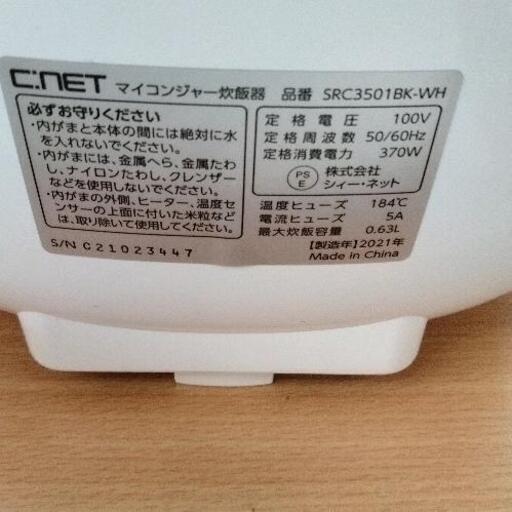 C:NET マイコンジャー炊飯器 品番 SRC3501BK-WH
必ずお守りください
・内がまと本体の間には絶対に水
を入れないでください。
・内がまには、金属へら、金属たわ
し、ナイロンたわし、クレンザー
などを使用しないでください。
・内がまの外側、ヒーター、温度セ
ンサーの上面に付いた米粒など
は、取り除いて使用してください。
S/N C21023447
定格電圧 100V
定格周波数 50/60Hz
定格消費電力 370W
PS
E
株式会社
シィー・ネット
温度ヒューズ 184℃
電流ヒューズ 5A
最大炊飯容量 0.63L
【製造年】2021年
Made in China